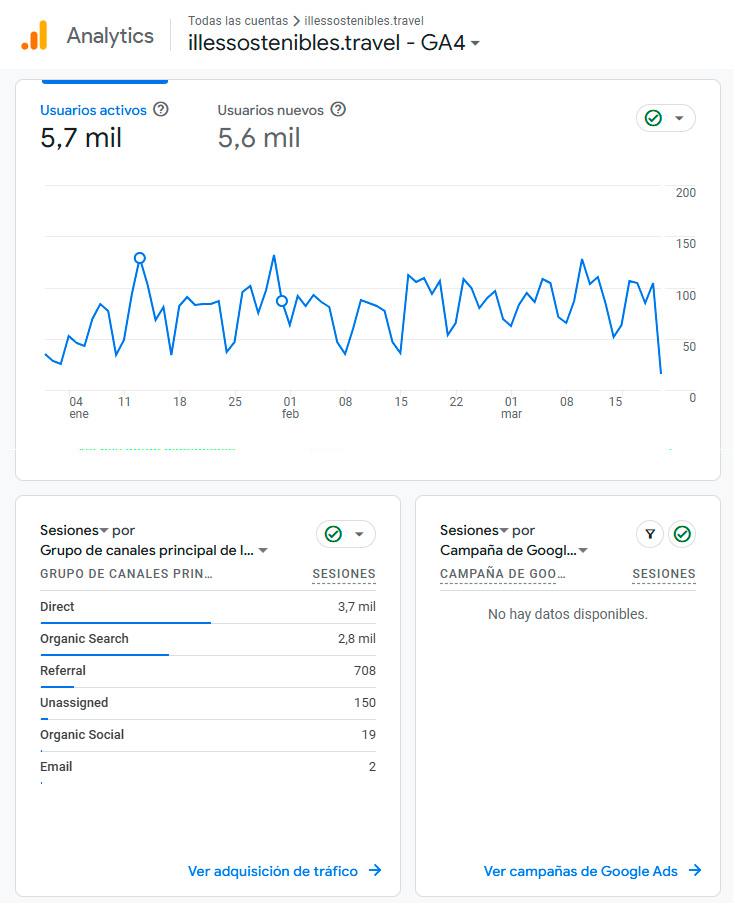 Analytics
Todas las cuentas > illessostenibles.travel
illessostenibles.travel - GA4
Usuarios activos
5,7 mil
Usuarios nuevos
5,6 mil
200
150
100
50
0
04 ene
11
18
25
01 feb
08
15
22
01 mar
08
15
Sesiones por
Grupo de canales principal de l...
GRUPO DE CANALES PRIN... SESIONES
Direct 3,7 mil
Organic Search 2,8 mil
Referral 708
Unassigned 150
Organic Social 19
Email 2
Ver adquisición de tráfico
Sesiones por
Campaña de Googl...
CAMPAÑA DE GOO... SESIONES
No hay datos disponibles.
Ver campañas de Google Ads